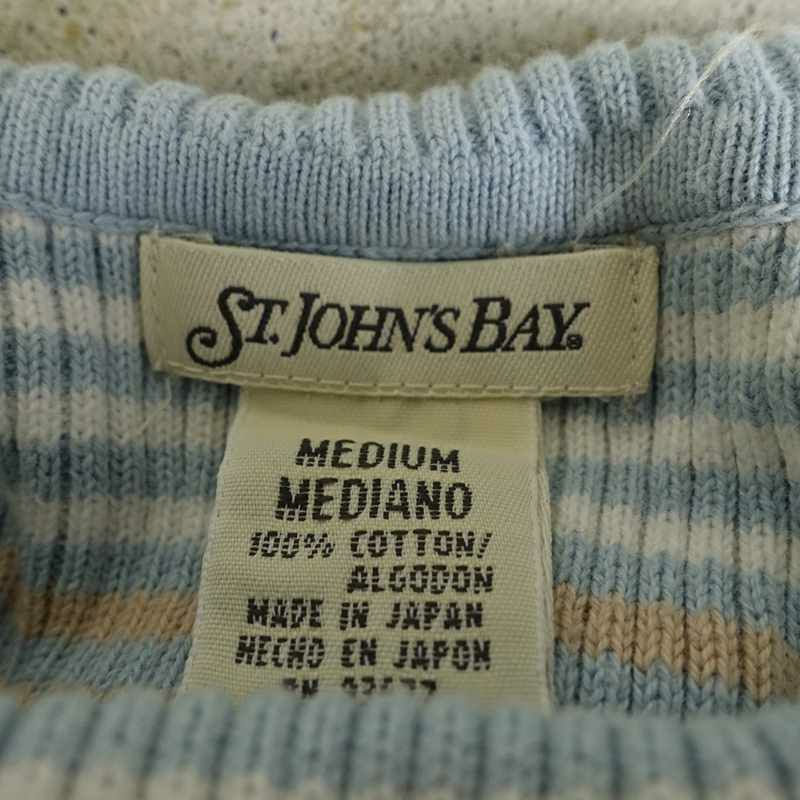 ST. JOHN'S BAY®
MEDIUM
MEDIANO
100% COTTON/
ALGODON
MADE IN JAPAN
HECHO EN JAPON